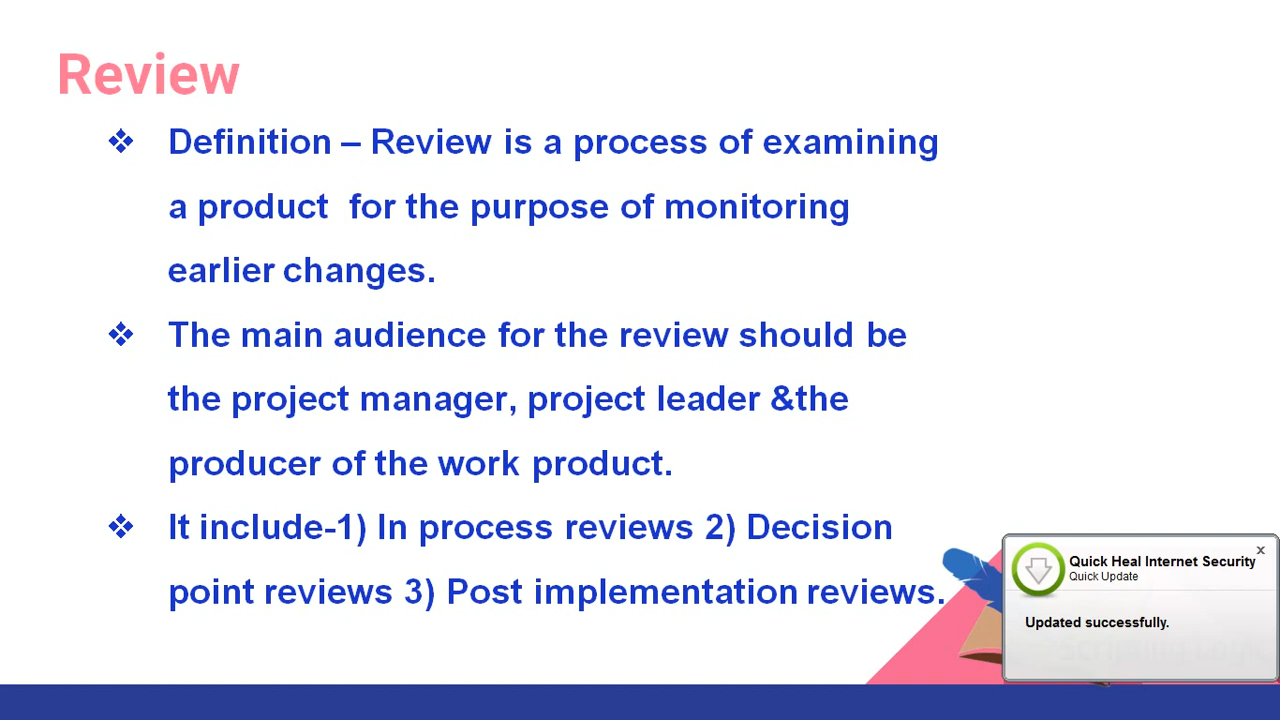 Review
❖ Definition – Review is a process of examining
a product for the purpose of monitoring
earlier changes.
❖ The main audience for the review should be
the project manager, project leader &the
producer of the work product.
❖ It include-1) In process reviews 2) Decision
point reviews 3) Post implementation reviews.
Quick Heal Internet Security
x
Quick Update
Updated successfully.